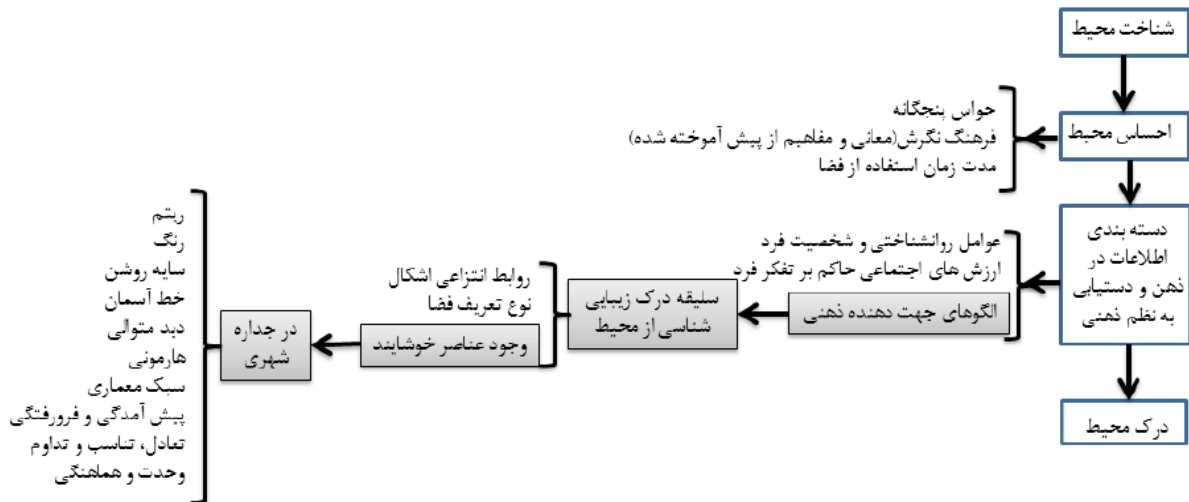 شناخت محیط
احساس محیط
حواس پنجگانه
فرهنگ نگرش(معانی و مفاهیم از پیش آموخته شده)
مدت زمان استفاده از فضا
دسته بندی
اطلاعات در
ذهن و دستیابی
به نظم ذهنی
عوامل روانشناختی و شخصیت فرد
ارزش های اجتماعی حاکم بر تفکر فرد
الگوهای جهت دهنده ذهنی
سلیقه درک زیبایی
شناسی از محیط
روابط انتزاعی اشکال
نوع تعریف فضا
وجود عناصر خوشایند
در جداره
شهری
ریتم
رنگ
سایه روشن
خط آسمان
دید متوالی
هارمونی
سبک معماری
پیش آمدگی و فرورفتگی
تعادل، تناسب و تداوم
وحدت و هماهنگی
درک محیط